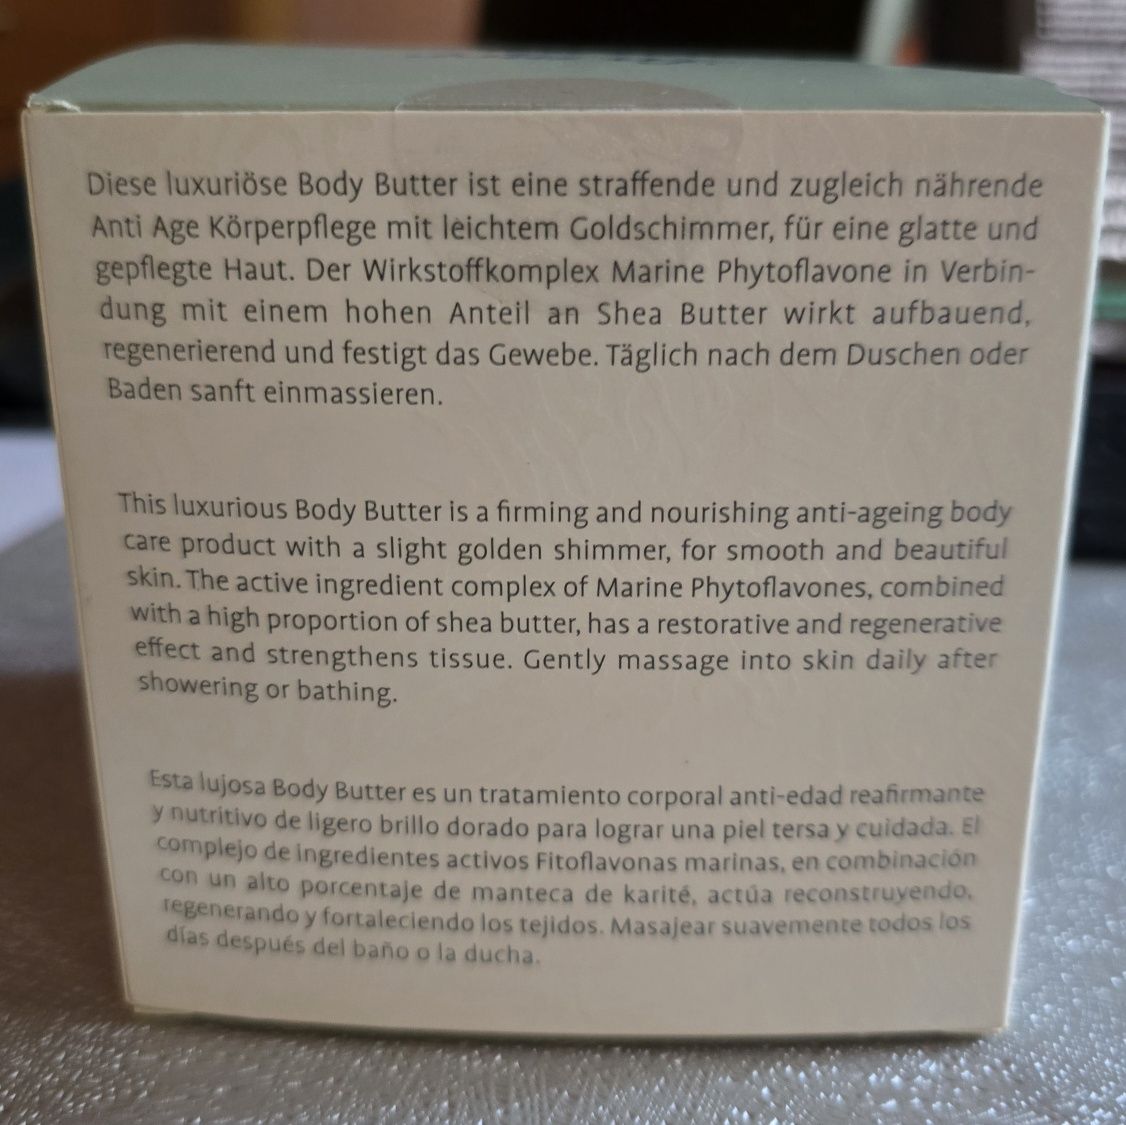 Diese luxuriöse Body Butter ist eine straffende und zugleich nährende
Anti Age Körperpflege mit leichtem Goldschimmer, für eine glatte und
gepflegte Haut. Der Wirkstoffkomplex Marine Phytoflavone in Verbin-
dung mit einem hohen Anteil an Shea Butter wirkt aufbauend,
regenerierend und festigt das Gewebe. Täglich nach dem Duschen oder
Baden sanft einmassieren.
This luxurious Body Butter is a firming and nourishing anti-ageing body
care product with a slight golden shimmer, for smooth and beautiful
skin. The active ingredient complex of Marine Phytoflavones, combined
with a high proportion of shea butter, has a restorative and regenerative
effect and strengthens tissue. Gently massage into skin daily after
showering or bathing.
Esta lujosa Body Butter es un tratamiento corporal anti-edad reafirmante
y nutritivo de ligero brillo dorado para lograr una piel tersa y cuidada. El
complejo de ingredientes activos Fitoflavonas marinas, en combinación
con un alto porcentaje de manteca de karité, actúa reconstruyendo,
regenerando y fortaleciendo los tejidos. Masajear suavemente todos los
días después del baño o la ducha.